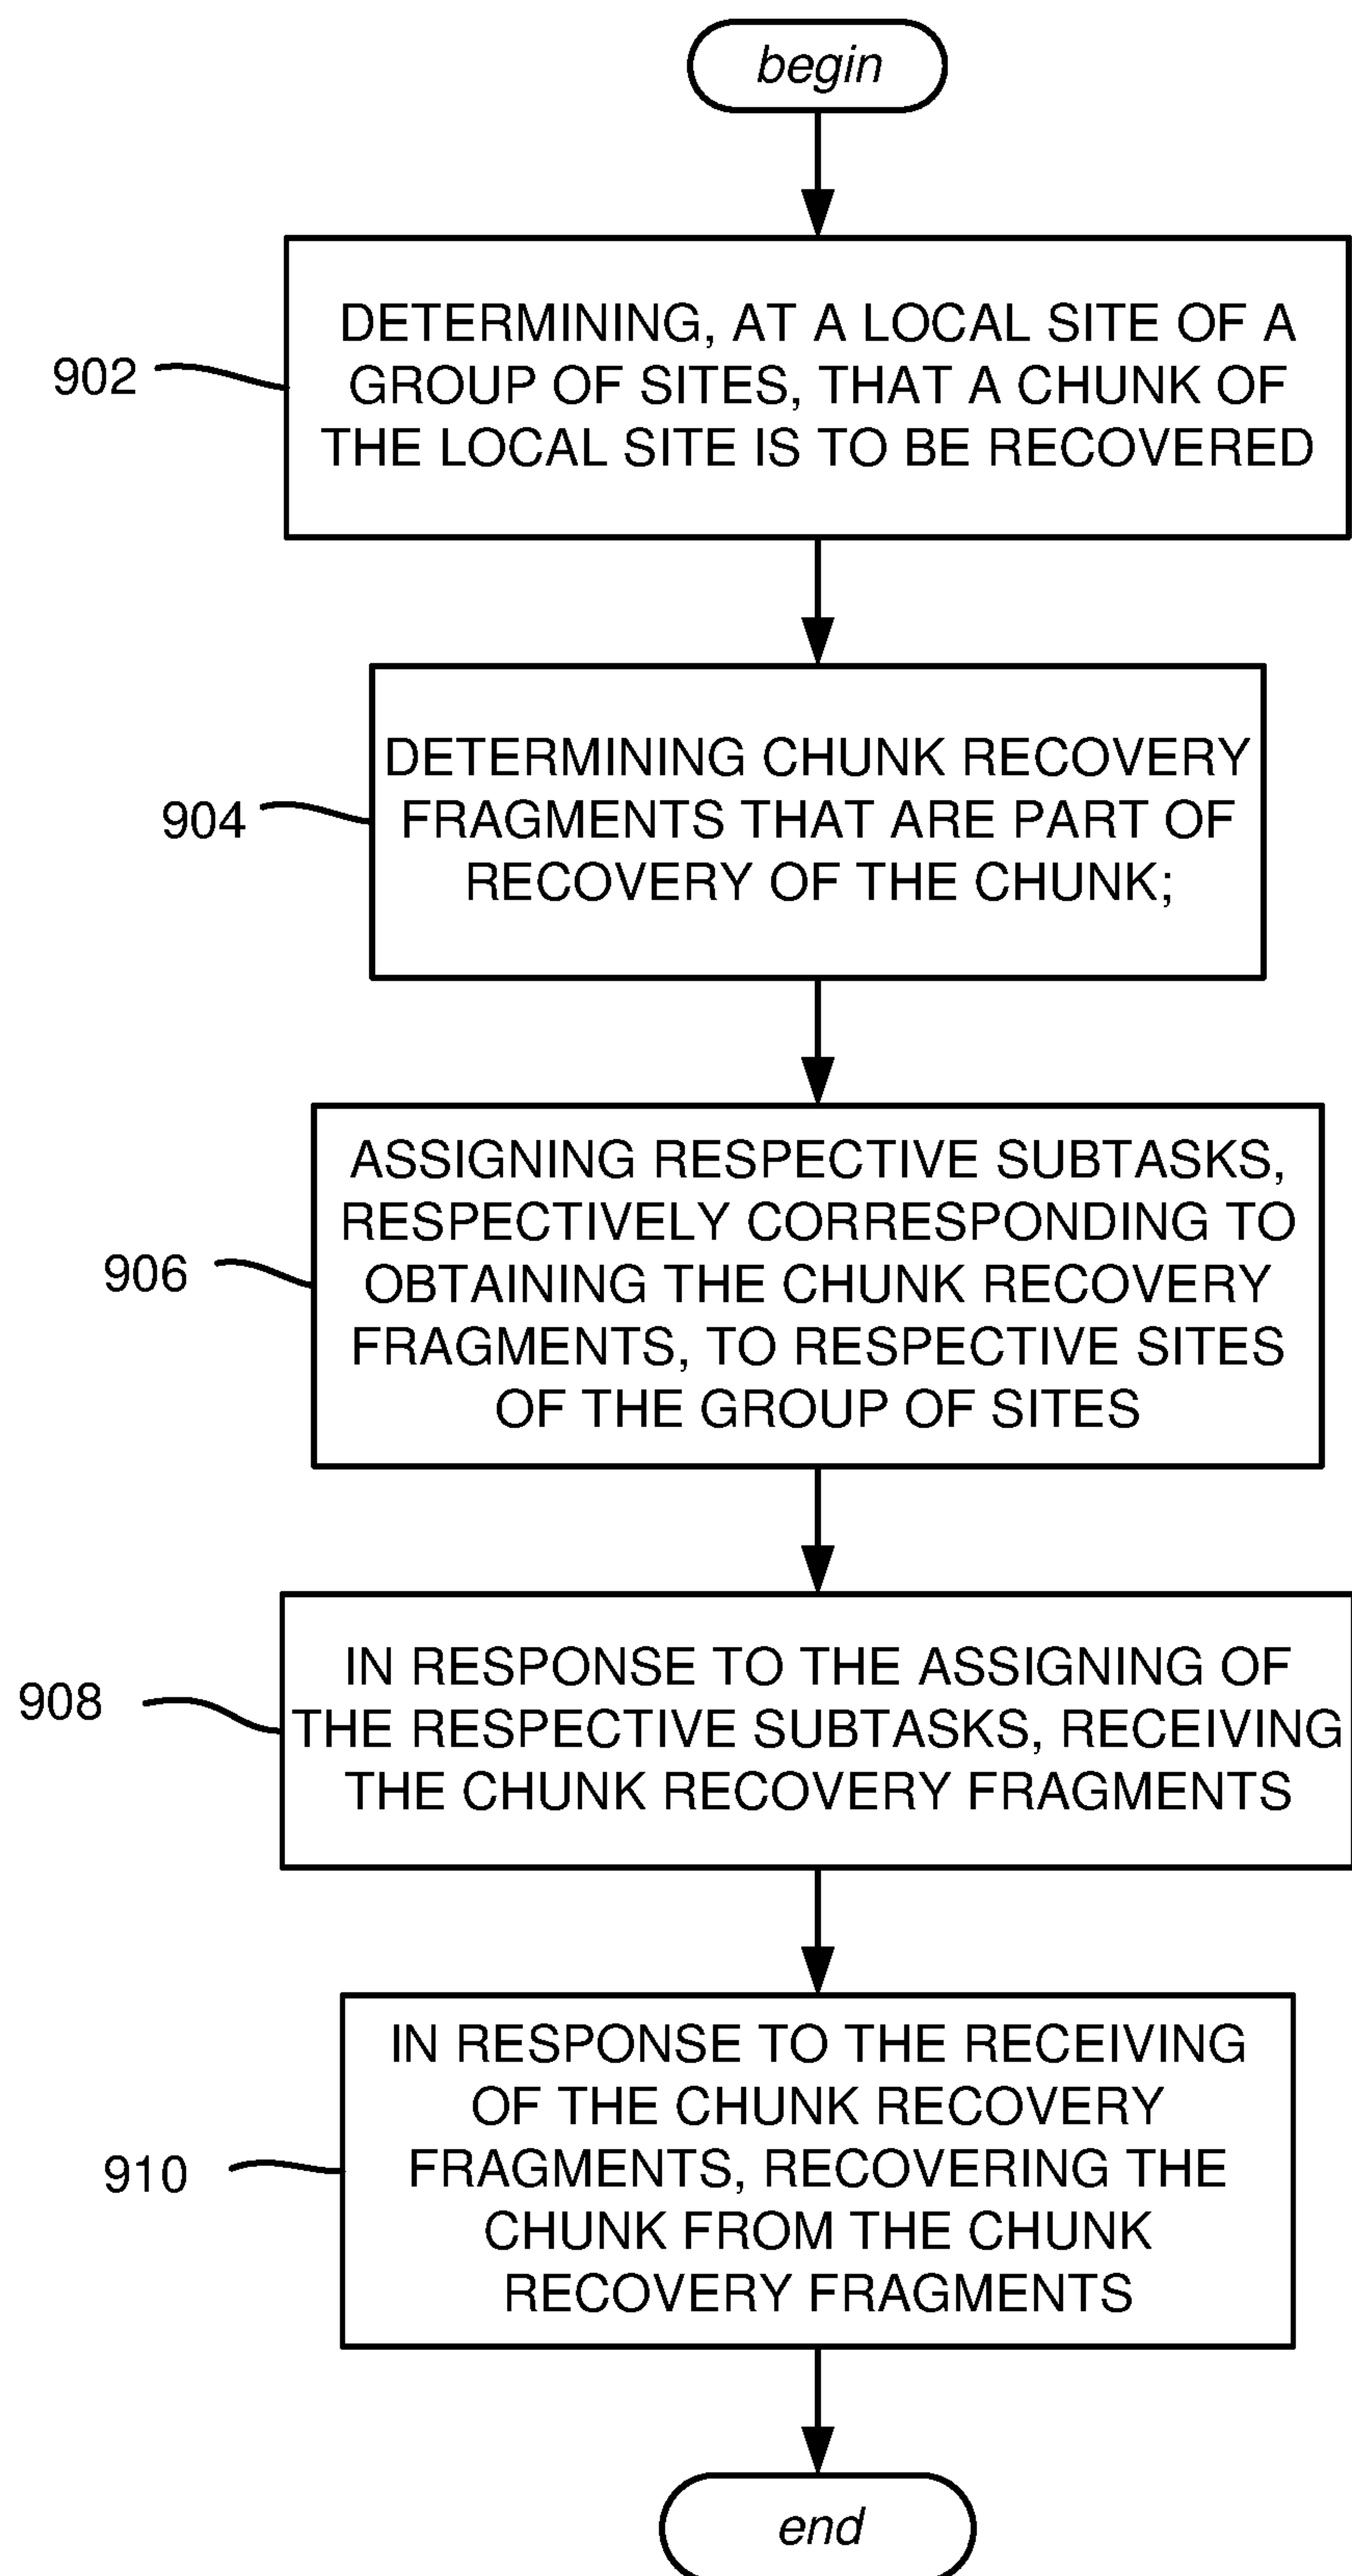 begin
DETERMINING, AT A LOCAL SITE OF A
GROUP OF SITES, THAT A CHUNK OF
THE LOCAL SITE IS TO BE RECOVERED
902
DETERMINING CHUNK RECOVERY
FRAGMENTS THAT ARE PART OF
RECOVERY OF THE CHUNK;
904
ASSIGNING RESPECTIVE SUBTASKS,
RESPECTIVELY CORRESPONDING TO
OBTAINING THE CHUNK RECOVERY
FRAGMENTS, TO RESPECTIVE SITES
OF THE GROUP OF SITES
906
IN RESPONSE TO THE ASSIGNING OF
THE RESPECTIVE SUBTASKS, RECEIVING
THE CHUNK RECOVERY FRAGMENTS
908
IN RESPONSE TO THE RECEIVING
OF THE CHUNK RECOVERY
FRAGMENTS, RECOVERING THE
CHUNK FROM THE CHUNK
RECOVERY FRAGMENTS
910
end